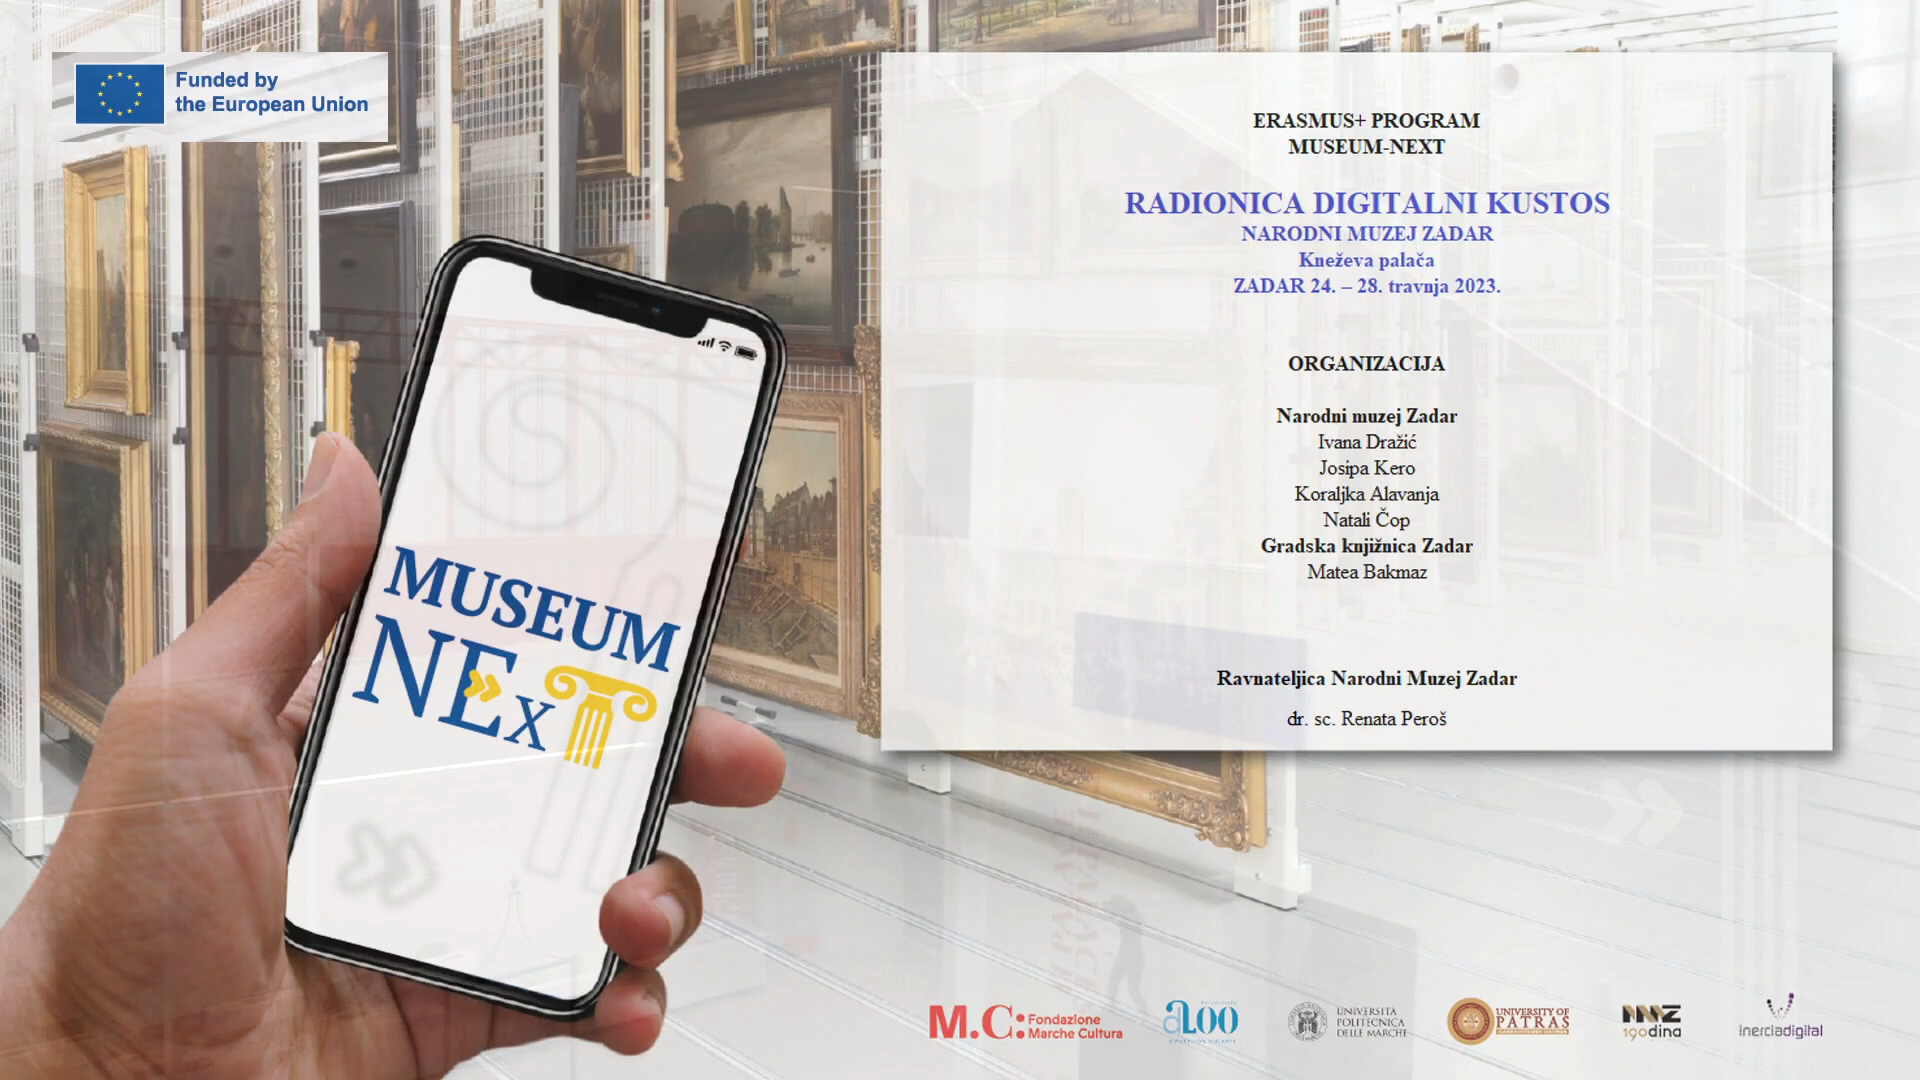 Funded by
the European Union
ERASMUS+ PROGRAM
MUSEUM-NEXT
RADIONICA DIGITALNI KUSTOS
NARODNI MUZEJ ZADAR
Kneževa palača
ZADAR 24. – 28. travnja 2023.
ORGANIZACIJA
Narodni muzej Zadar
Ivana Dražić
Josipa Kero
Koraljka Alavanja
Natali Čop
Gradska knjižnica Zadar
Matea Bakmaz
Ravnateljica Narodni Muzej Zadar
dr. sc. Renata Peroš
MUSEUM
NExT
M.C:
Fondazione
Marche Cultura
aLOO
UNIVERSITÀ
POLITECNICA
DELLE MARCHE
UNIVERSITY OF
PATRAS
NMZ
190dina
inerciadigital